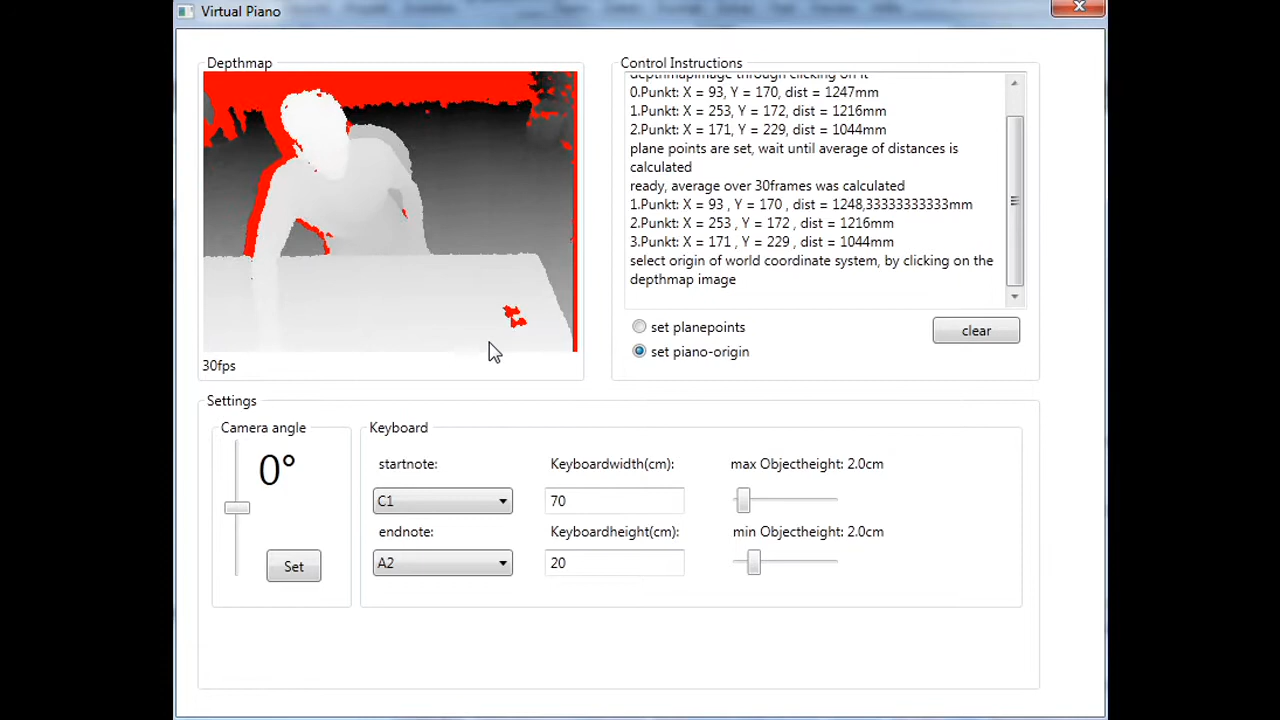 Virtual Piano
Depthmap
30fps
Control Instructions
depthmapimage through clicking on it
0.Punkt: X = 93, Y = 170, dist = 1247mm
1.Punkt: X = 253, Y = 172, dist = 1216mm
2.Punkt: X = 171, Y = 229, dist = 1044mm
plane points are set, wait until average of distances is
calculated
ready, average over 30frames was calculated
1.Punkt: X = 93 , Y = 170 , dist = 1248,33333333333mm
2.Punkt: X = 253 , Y = 172 , dist = 1216mm
3.Punkt: X = 171 , Y = 229 , dist = 1044mm
select origin of world coordinate system, by clicking on the
depthmap image
set planepoints
clear
set piano-origin
Settings
Camera angle
0°
Set
Keyboard
startnote:
C1
endnote:
A2
Keyboardwidth(cm):
70
Keyboardheight(cm):
20
max Objectheight: 2.0cm
min Objectheight: 2.0cm